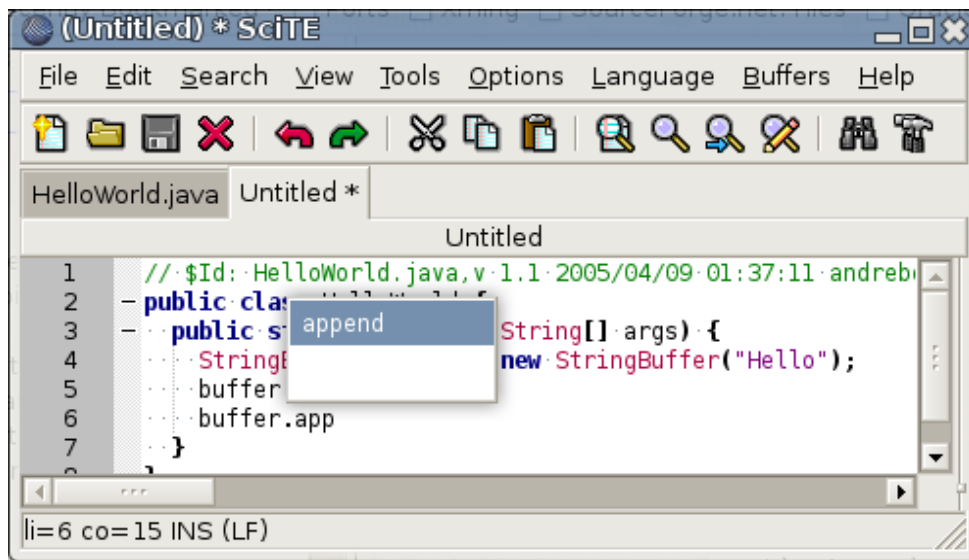 (Untitled) * SciTE
File Edit Search View Tools Options Language Buffers Help
HelloWorld.java Untitled *
Untitled
1 // $Id: HelloWorld.java,v 1.1 2005/04/09 01:37:11 andreb
2 public clas
3 public s String[] args) {
4 String new StringBuffer("Hello");
5 buffer
6 buffer.app
7 }
8 }
append
li=6 co=15 INS (LF)